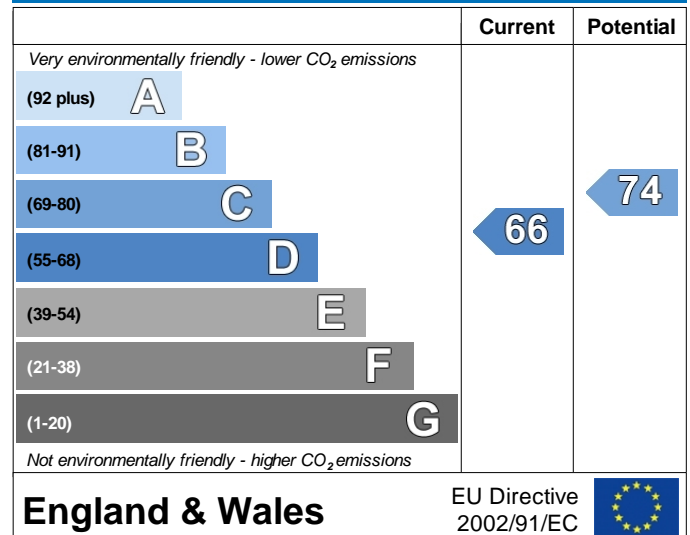 Current Potential
Very environmentally friendly - lower CO₂ emissions
(92 plus) A
(81-91) B
(69-80) C
(55-68) D
(39-54) E
(21-38) F
(1-20) G
66
74
Not environmentally friendly - higher CO₂ emissions
England & Wales
EU Directive
2002/91/EC